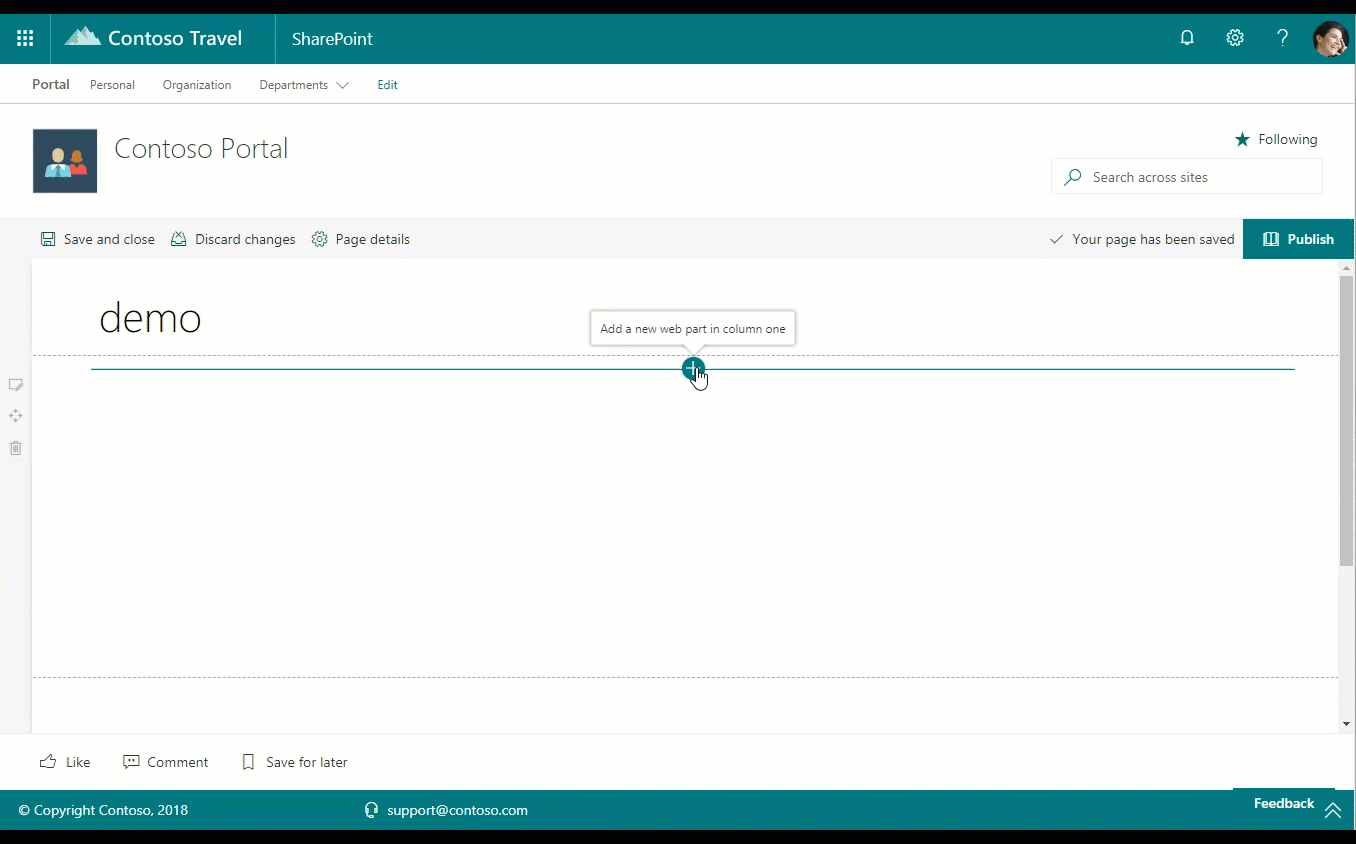 Contoso Travel
SharePoint
?
Portal Personal Organization Departments Edit
Contoso Portal
Following
Search across sites
Save and close Discard changes Page details
Your page has been saved
Publish
demo
Add a new web part in column one
Like Comment Save for later
© Copyright Contoso, 2018
support@contoso.com
Feedback